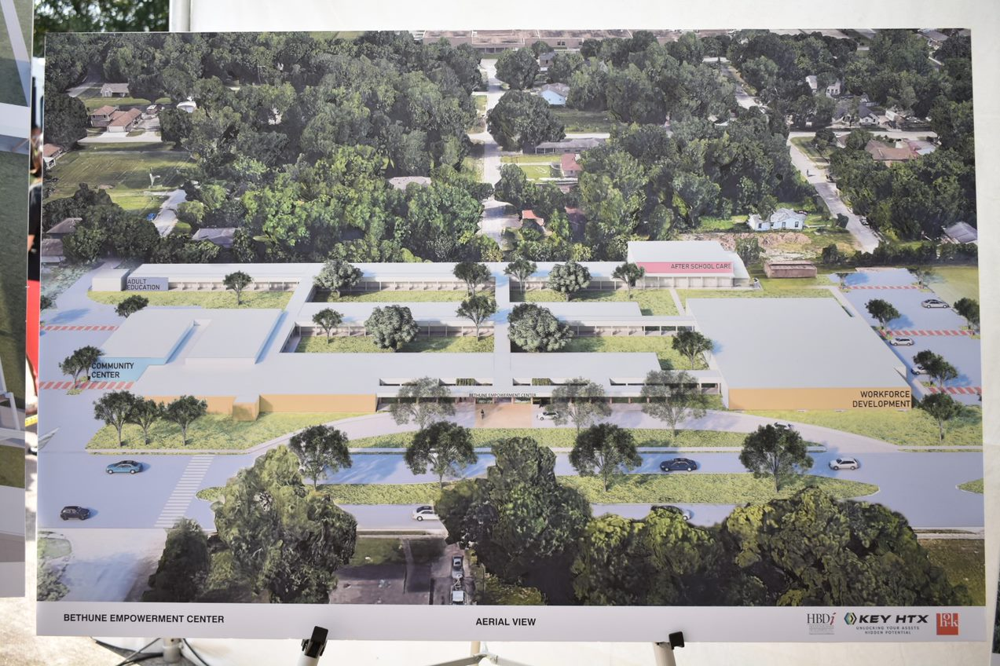 ADULT
EDUCATION
AFTER SCHOOL CARE
COMMUNITY
CENTER
BETHUNE EMPOWERMENT CENTER
WORKFORCE
DEVELOPMENT
BETHUNE EMPOWERMENT CENTER
AERIAL VIEW
HBDi
KEY HTX
UNLOCKING YOUR ASSETS
HIDDEN POTENTIAL
hok